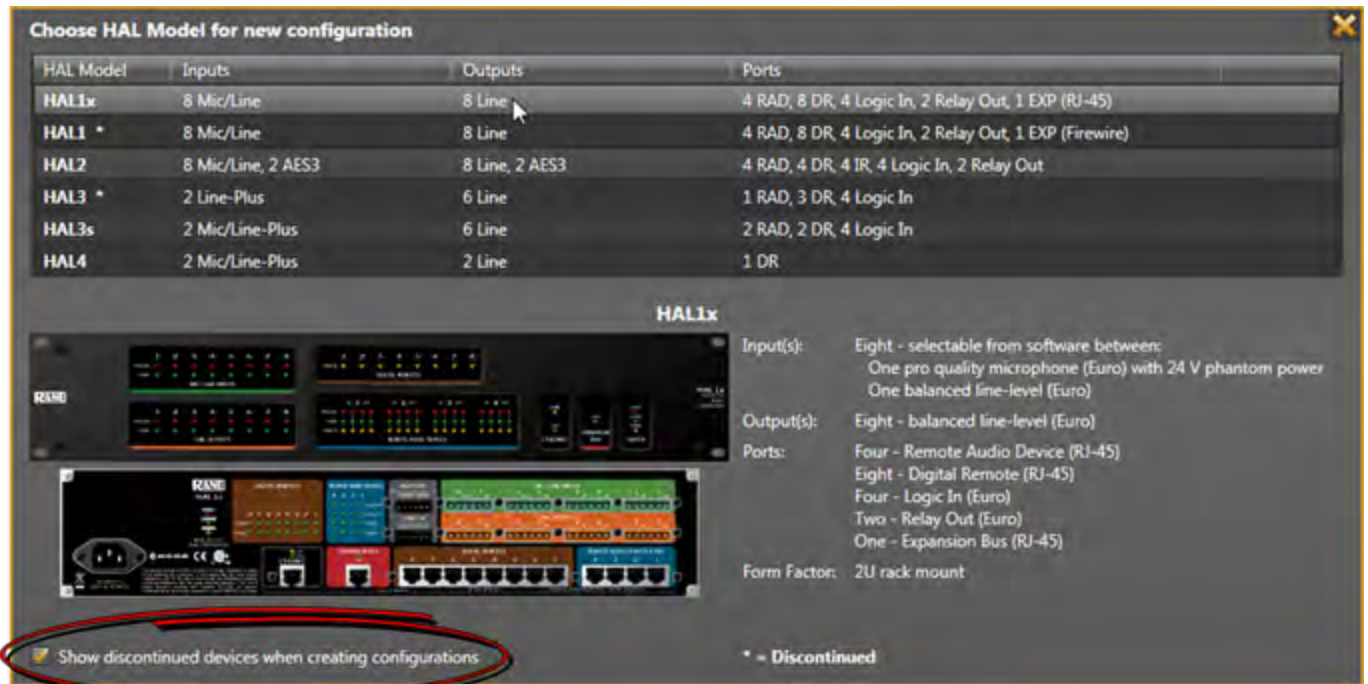 Choose HAL Model for new configuration
HAL Model Inputs Outputs Ports
HAL1x 8 Mic/Line 8 Line 4 RAD, 8 DR, 4 Logic In, 2 Relay Out, 1 EXP (RJ-45)
HAL1 * 8 Mic/Line 8 Line 4 RAD, 8 DR, 4 Logic In, 2 Relay Out, 1 EXP (Firewire)
HAL2 8 Mic/Line, 2 AES3 8 Line, 2 AES3 4 RAD, 4 DR, 4 IR, 4 Logic In, 2 Relay Out
HAL3 * 2 Line-Plus 6 Line 1 RAD, 3 DR, 4 Logic In
HAL3s 2 Mic/Line-Plus 6 Line 2 RAD, 2 DR, 4 Logic In
HAL4 2 Mic/Line-Plus 2 Line 1 DR
HAL1x
RANE
RANE
Input(s): Eight - selectable from software between:
One pro quality microphone (Euro) with 24 V phantom power
One balanced line-level (Euro)
Output(s): Eight - balanced line-level (Euro)
Ports: Four - Remote Audio Device (RJ-45)
Eight - Digital Remote (RJ-45)
Four - Logic In (Euro)
Two - Relay Out (Euro)
One - Expansion Bus (RJ-45)
Form Factor: 2U rack mount
Show discontinued devices when creating configurations
* = Discontinued